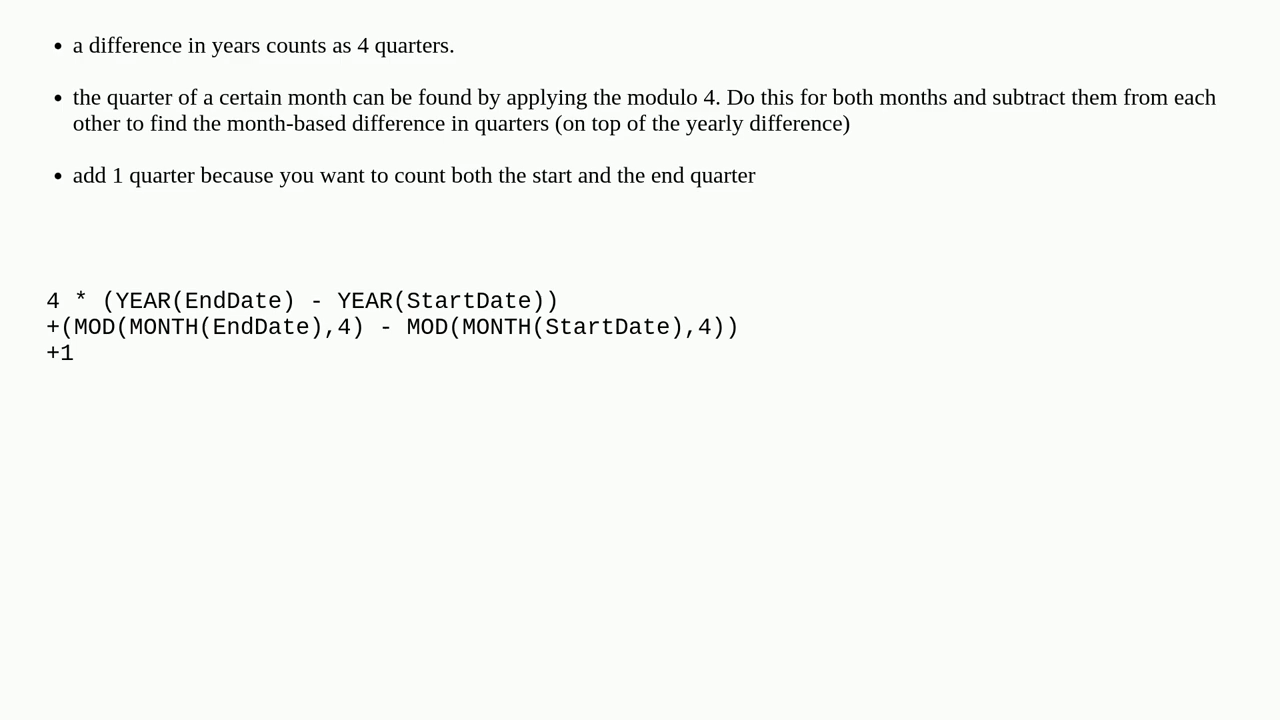 • a difference in years counts as 4 quarters.
• the quarter of a certain month can be found by applying the modulo 4. Do this for both months and subtract them from each
other to find the month-based difference in quarters (on top of the yearly difference)
• add 1 quarter because you want to count both the start and the end quarter
4 * (YEAR(EndDate) - YEAR(StartDate))
+(MOD(MONTH(EndDate),4) - MOD(MONTH(StartDate),4))
+1